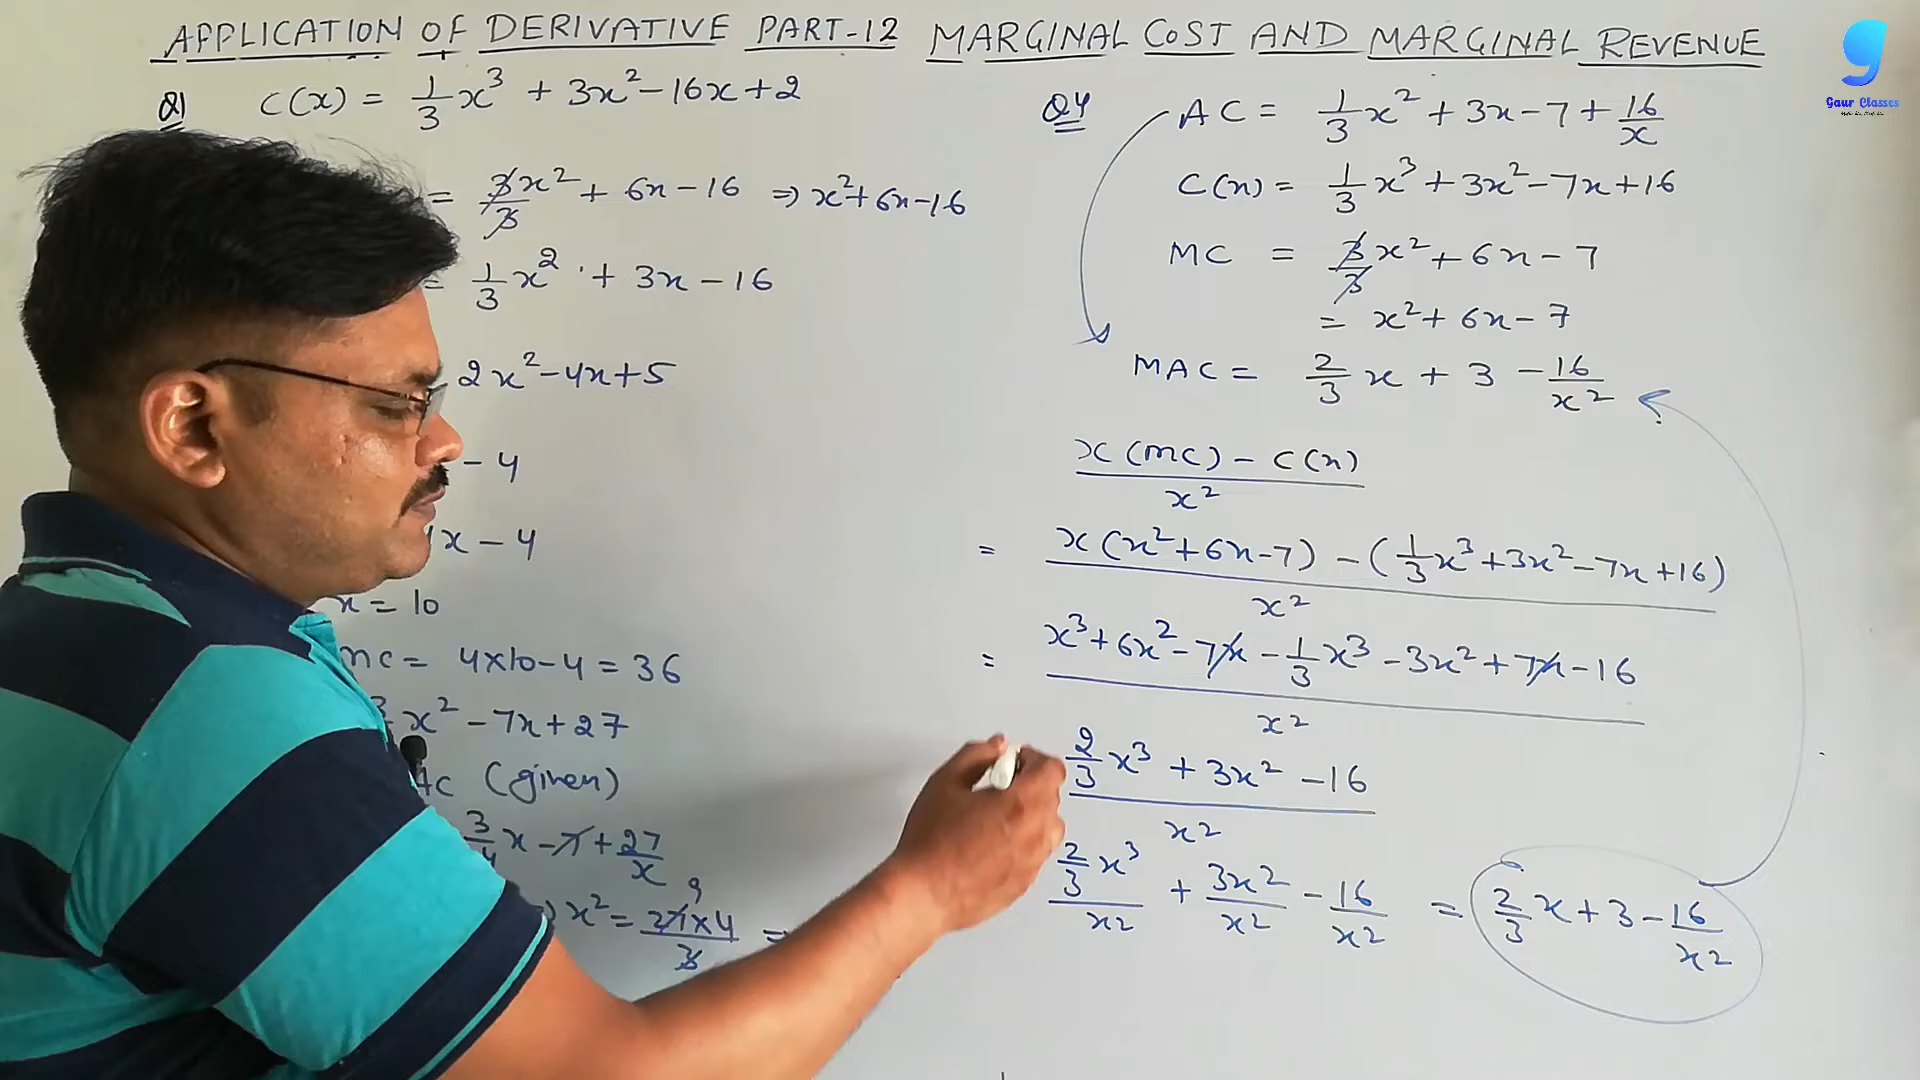 APPLICATION OF DERIVATIVE PART-12 MARGINAL COST AND MARGINAL REVENUE
Gaur Classes
Q1 C(x) = 1/3 x³ + 3x² - 16x + 2
= 3/3 x² + 6x - 16 ⇒ x² + 6x - 16
= 1/3 x² + 3x - 16
2x² - 4x + 5
- 4
x - 4
x = 10
mc = 4x10 - 4 = 36
x² - 7x + 27
AC (given)
3/4 x - 7 + 27/x
x² = 27x4/3 =
9
Q4 AC = 1/3 x² + 3x - 7 + 16/x
C(x) = 1/3 x³ + 3x² - 7x + 16
MC = 3/3 x² + 6x - 7
= x² + 6x - 7
MAC = 2/3 x + 3 - 16/x²
x(mc) - C(x) / x²
= x(x² + 6x - 7) - (1/3 x³ + 3x² - 7x + 16) / x²
= x³ + 6x² - 7x - 1/3 x³ - 3x² + 7x - 16 / x²
2/3 x³ + 3x² - 16 / x²
2/3 x³ / x² + 3x²/x² - 16/x² = 2/3 x + 3 - 16/x²